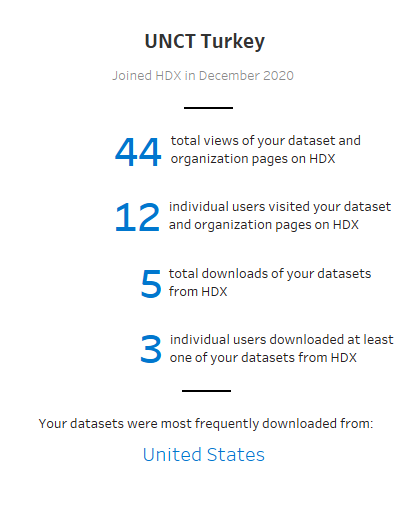 UNCT Turkey
Joined HDX in December 2020
44
total views of your dataset and
organization pages on HDX
12
individual users visited your dataset
and organization pages on HDX
5
total downloads of your datasets
from HDX
3
individual users downloaded at least
one of your datasets from HDX
Your datasets were most frequently downloaded from:
United States